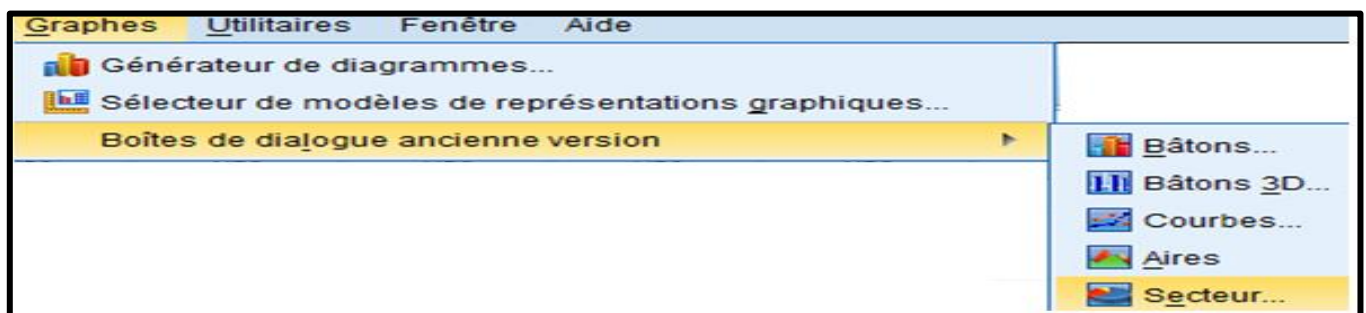 Graphes Utilitaires Fenêtre Aide
Générateur de diagrammes...
Sélecteur de modèles de représentations graphiques...
Boîtes de dialogue ancienne version
Bâtons...
Bâtons 3D...
Courbes...
Aires
Secteur...